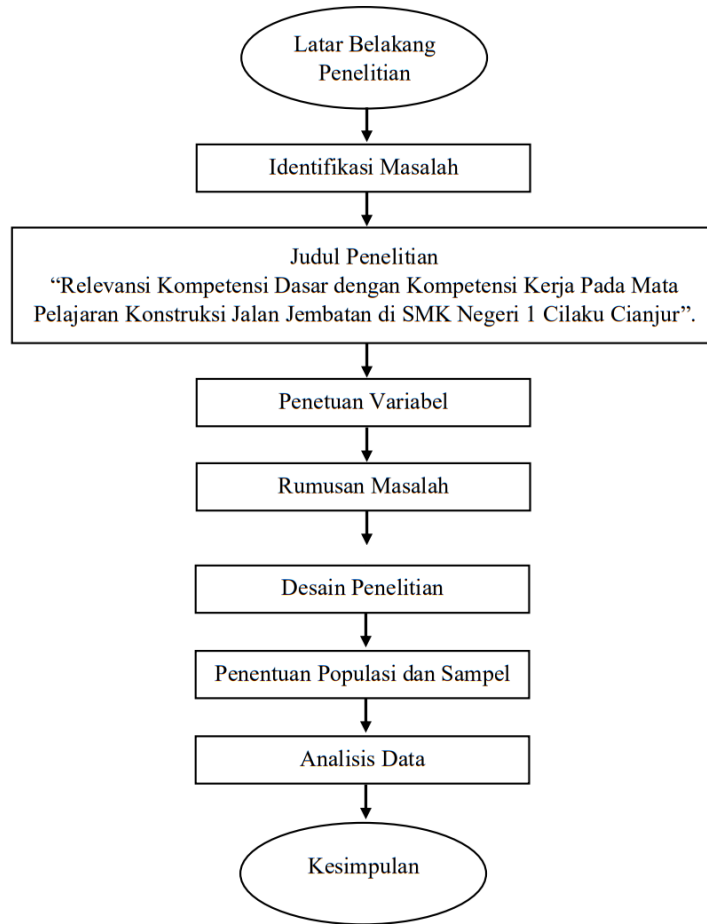 Latar Belakang
Penelitian
Identifikasi Masalah
Judul Penelitian
“Relevansi Kompetensi Dasar dengan Kompetensi Kerja Pada Mata
Pelajaran Konstruksi Jalan Jembatan di SMK Negeri 1 Cilaku Cianjur”.
Penetuan Variabel
Rumusan Masalah
Desain Penelitian
Penentuan Populasi dan Sampel
Analisis Data
Kesimpulan